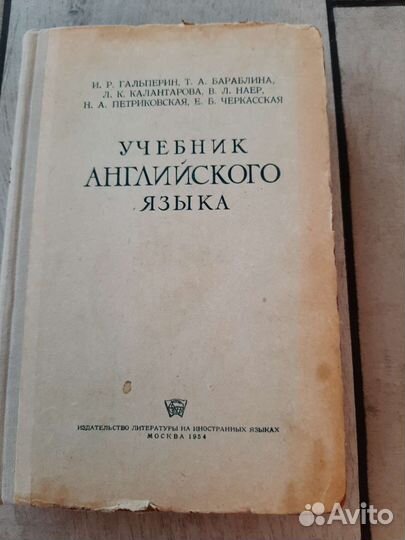 И. Р. ГАЛЬПЕРИН, Т. А. БАРАБЛИНА,
Л. К. КАЛАНТАРОВА, В. Л. НАЕР,
Н. А. ПЕТРИКОВСКАЯ, Е. Б. ЧЕРКАССКАЯ
УЧЕБНИК
АНГЛИЙСКОГО
ЯЗЫКА
ИЗДАТЕЛЬСТВО ЛИТЕРАТУРЫ НА ИНОСТРАННЫХ ЯЗЫКАХ
МОСКВА 1954
Avito